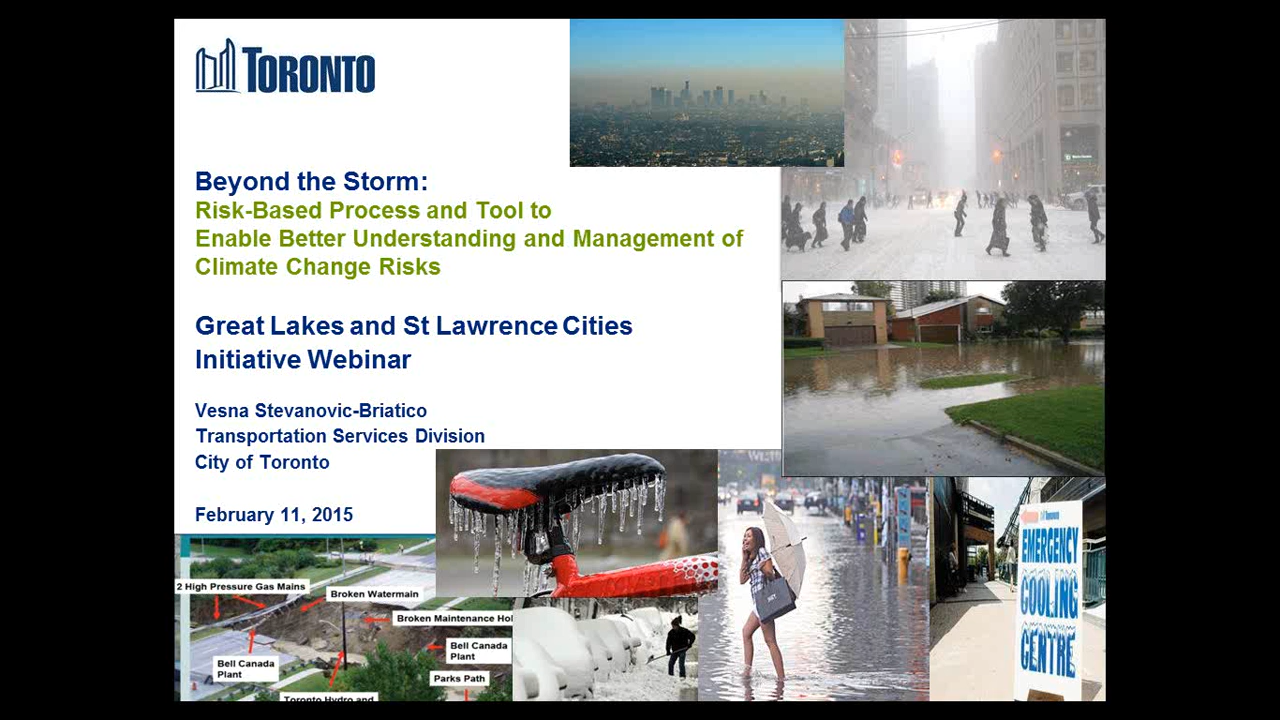 TORONTO
Beyond the Storm:
Risk-Based Process and Tool to
Enable Better Understanding and Management of
Climate Change Risks
Great Lakes and St Lawrence Cities
Initiative Webinar
Vesna Stevanovic-Briatico
Transportation Services Division
City of Toronto
February 11, 2015
2 High Pressure Gas Mains
Broken Watermain
Broken Maintenance Hol
Bell Canada
Plant
Bell Canada
Plant
Parks Path
Toronto Hydro and
EMERGENCY
COOLING
CENTRE